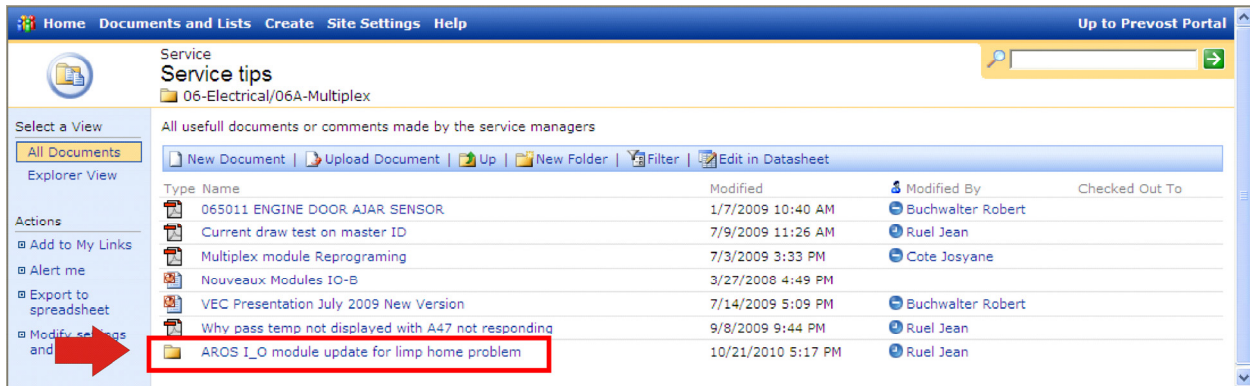 Home Documents and Lists Create Site Settings Help Up to Prevost Portal
Service
Service tips
06-Electrical/06A-Multiplex
Select a View
All Documents
Explorer View
Actions
Add to My Links
Alert me
Export to
spreadsheet
Modify settings
and
All usefull documents or comments made by the service managers
New Document | Upload Document | Up | New Folder | Filter | Edit in Datasheet
Type Name Modified Modified By Checked Out To
065011 ENGINE DOOR AJAR SENSOR 1/7/2009 10:40 AM Buchwalter Robert
Current draw test on master ID 7/9/2009 11:26 AM Ruel Jean
Multiplex module Reprograming 7/3/2009 3:33 PM Cote Josyane
Nouveaux Modules IO-B 3/27/2008 4:49 PM
VEC Presentation July 2009 New Version 7/14/2009 5:09 PM Buchwalter Robert
Why pass temp not displayed with A47 not responding 9/8/2009 9:44 PM Ruel Jean
AROS I_O module update for limp home problem 10/21/2010 5:17 PM Ruel Jean